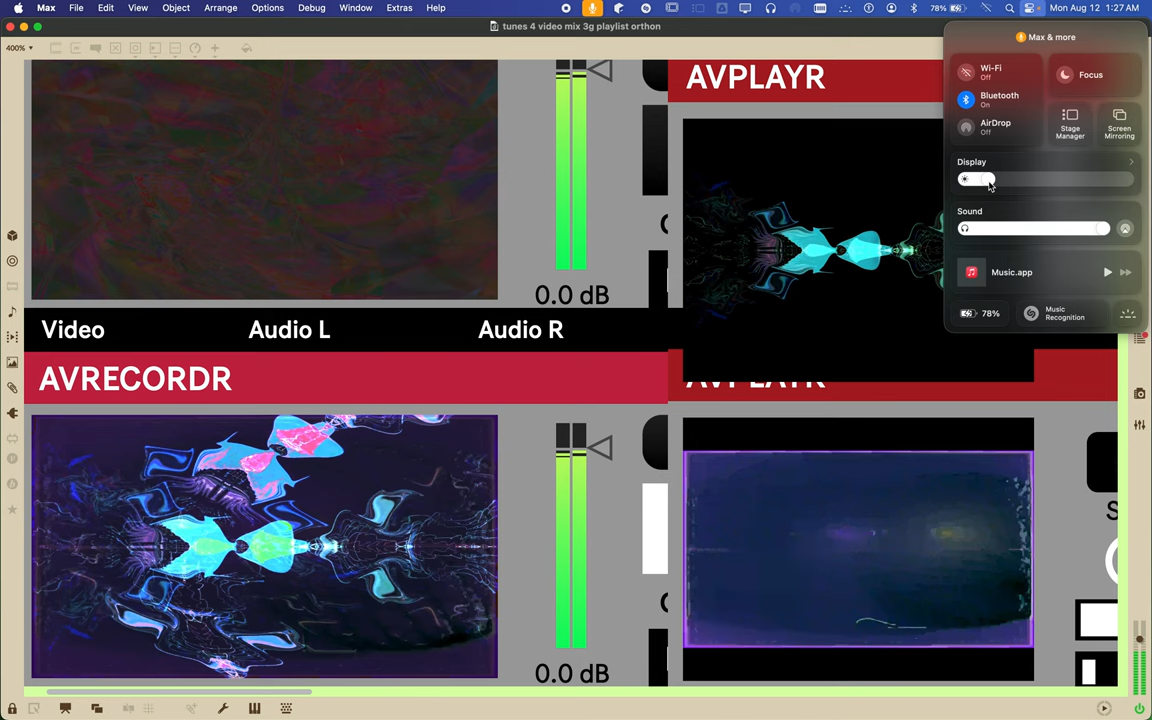 Max File Edit View Object Arrange Options Debug Window Extras Help
78% Mon Aug 12 1:27 AM
tunes 4 video mix 3g playlist orthon
400%
Max & more
Wi-Fi
Off
Bluetooth
On
AirDrop
Off
Focus
Stage
Manager
Screen
Mirroring
Display
Sound
Music.app
78%
Music
Recognition
AVPLAYR
0.0 dB
Video Audio L Audio R
AVRECORDR
AVPLAYR
0.0 dB